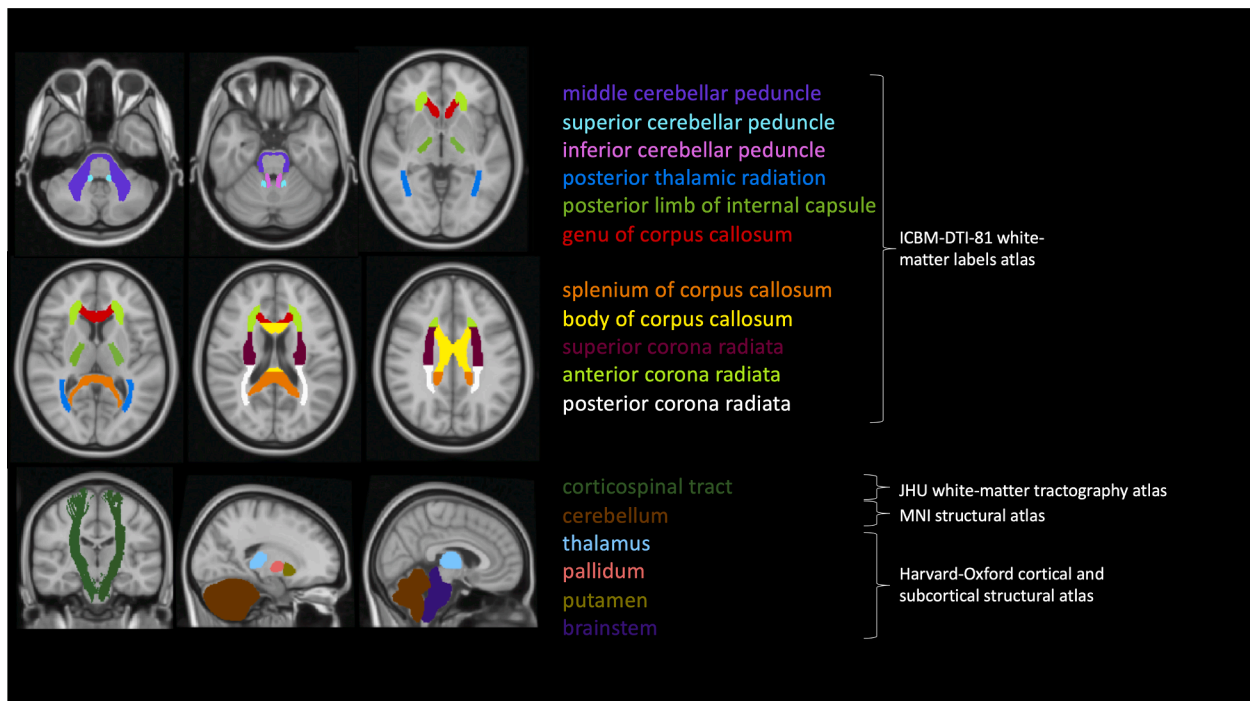 middle cerebellar peduncle
superior cerebellar peduncle
inferior cerebellar peduncle
posterior thalamic radiation
posterior limb of internal capsule
genu of corpus callosum
ICBM-DTI-81 white-
matter labels atlas
splenium of corpus callosum
body of corpus callosum
superior corona radiata
anterior corona radiata
posterior corona radiata
corticospinal tract
JHU white-matter tractography atlas
cerebellum
MNI structural atlas
thalamus
pallidum
putamen
brainstem
Harvard-Oxford cortical and
subcortical structural atlas